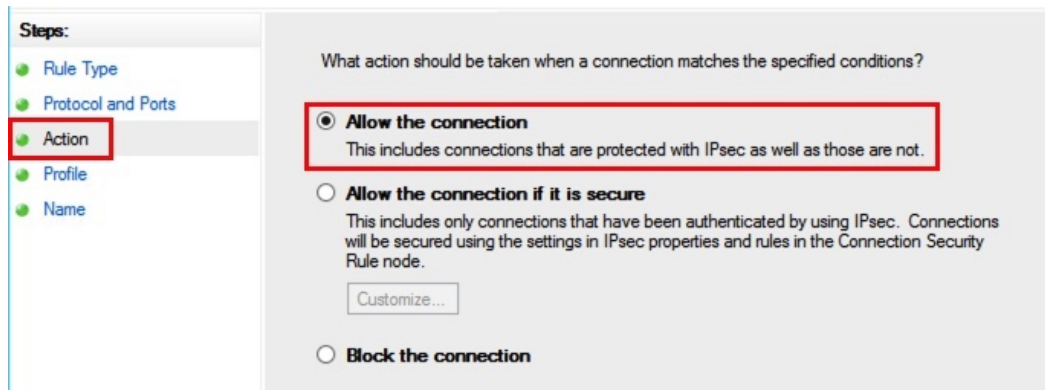 Steps:
Rule Type
Protocol and Ports
Action
Profile
Name
What action should be taken when a connection matches the specified conditions?
Allow the connection
This includes connections that are protected with IPsec as well as those are not.
Allow the connection if it is secure
This includes only connections that have been authenticated by using IPsec. Connections
will be secured using the settings in IPsec properties and rules in the Connection Security
Rule node.
Customize...
Block the connection